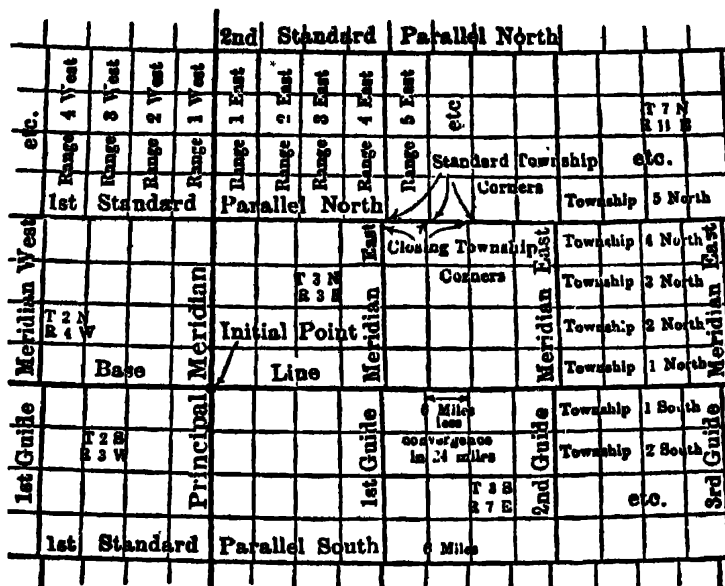 2nd Standard Parallel North
etc.
Range 4 West
Range 3 West
Range 2 West
Range 1 West
Range 1 East
Range 2 East
Range 3 East
Range 4 East
Range 5 East
etc.
T 7 N
R 11 E
Standard Township
Corners
etc.
1st Standard Parallel North
Township 5 North
Closing Township
Corners
Township 4 North
T 3 N
R 3 E
Township 3 North
T 2 N
R 4 W
Initial Point
Township 2 North
Base Line
Township 1 North
1st Guide Meridian West
Principal Meridian
1st Guide Meridian East
2nd Guide Meridian East
3rd Guide Meridian East
6 Miles
less
convergence
in 24 miles
Township 1 South
T 2 S
R 3 W
Township 2 South
T 3 S
R 7 E
etc.
1st Standard Parallel South
6 Miles